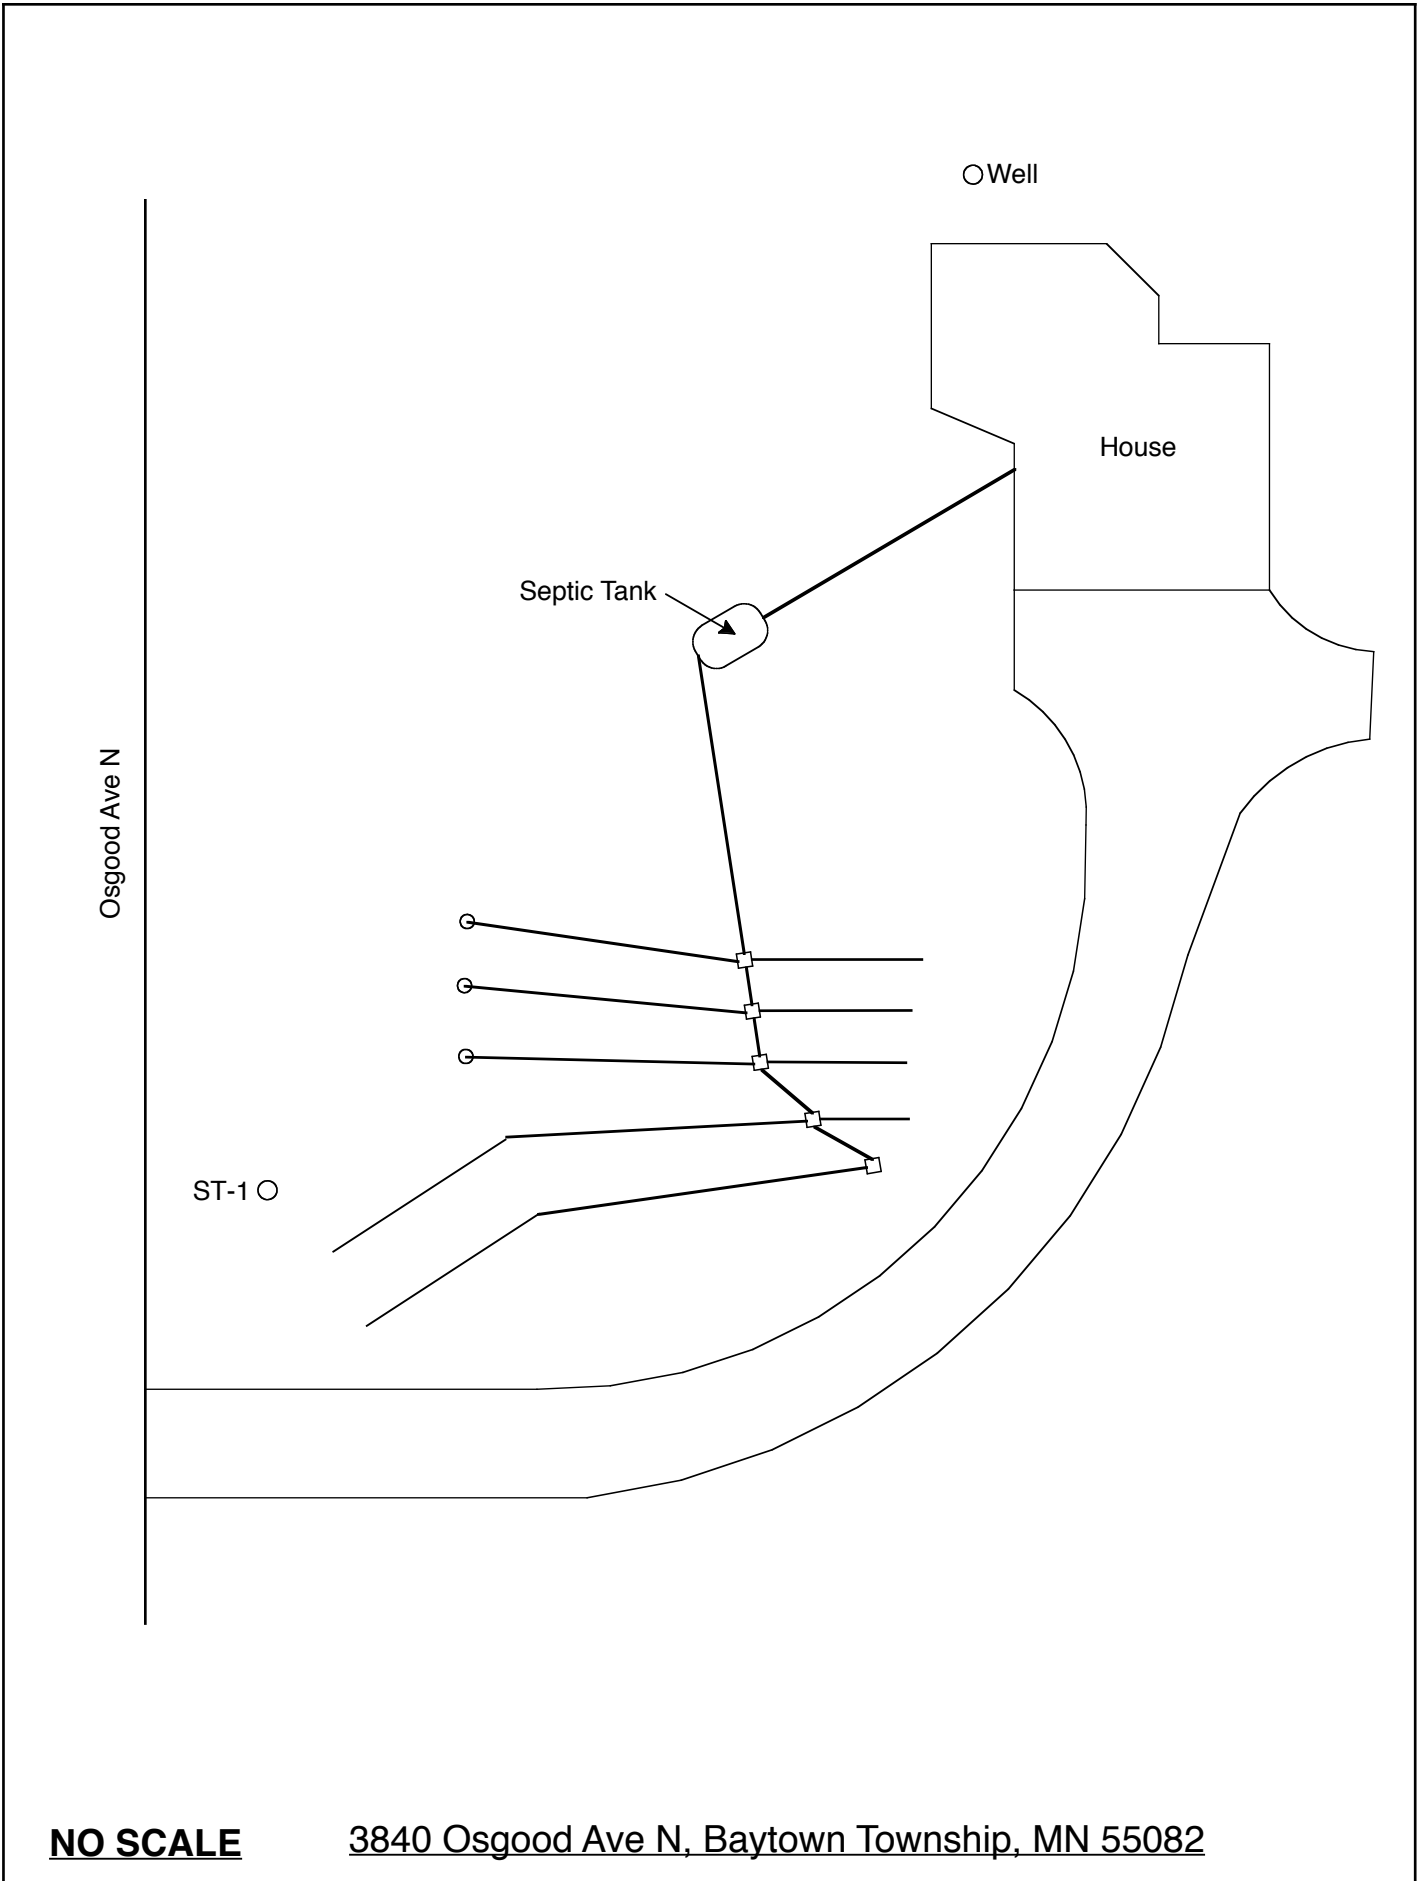 Well
House
Septic Tank
Osgood Ave N
ST-1
NO SCALE
3840 Osgood Ave N, Baytown Township, MN 55082